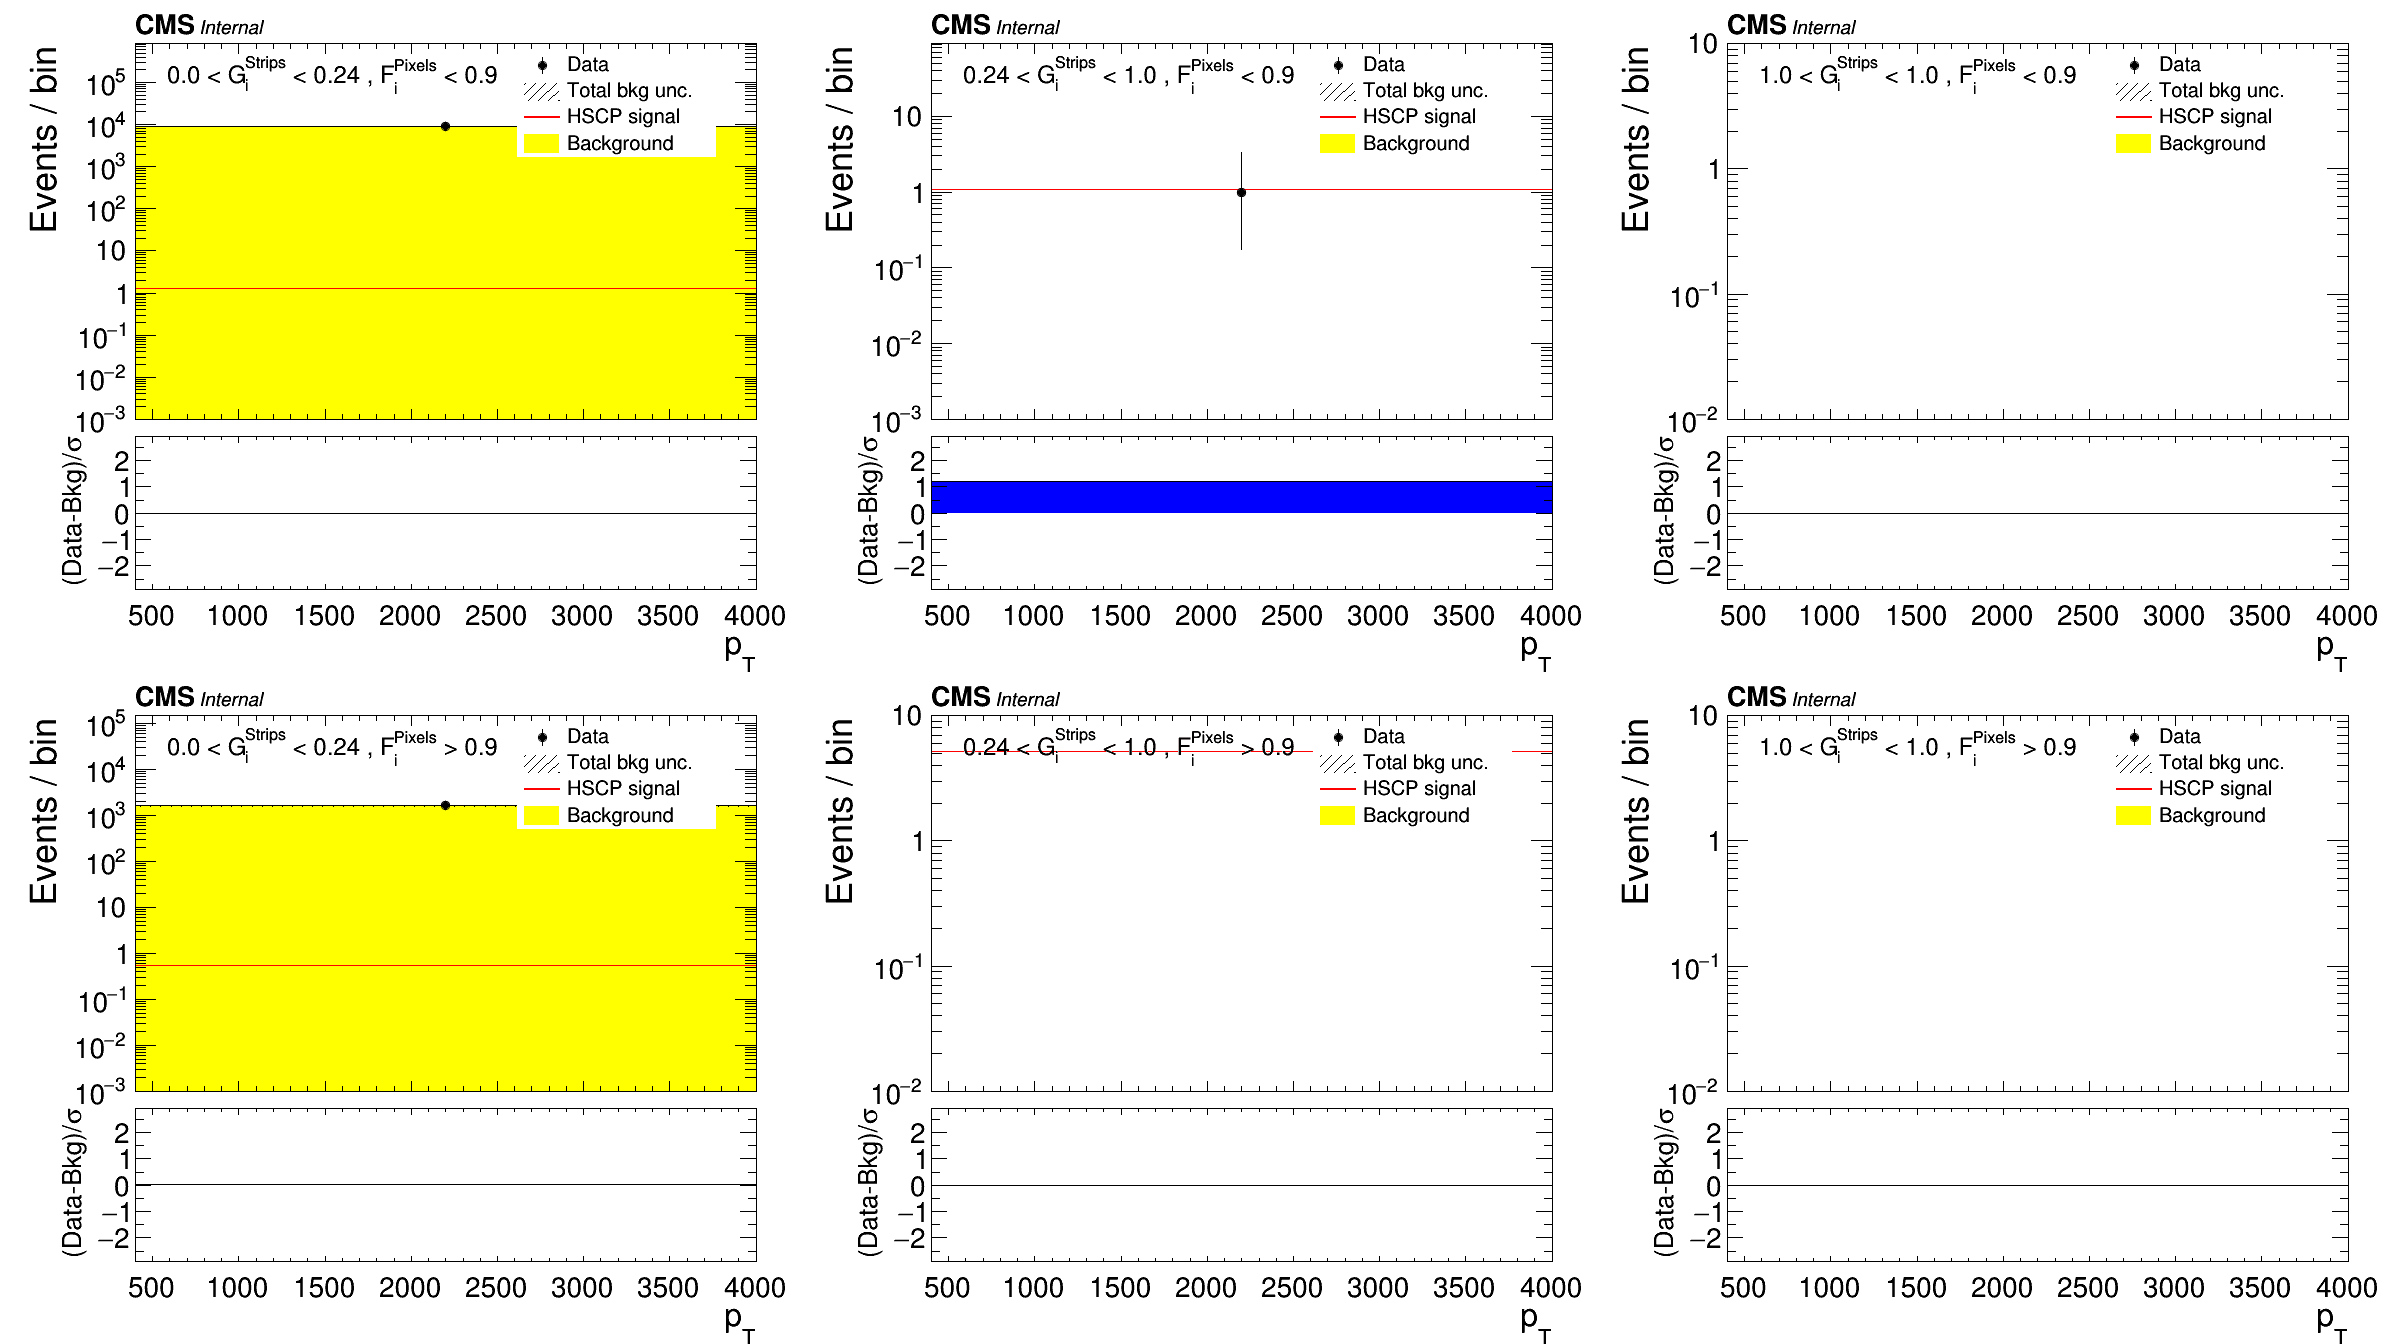 CMS Internal
Events / bin
0.0 < G_i^Strips < 0.24 , F_i^Pixels < 0.9
Data
Total bkg unc.
HSCP signal
Background
10^5
10^4
10^3
10^2
10
1
10^−1
10^−2
10^−3
(Data-Bkg)/σ
2
1
0
−1
−2
500 1000 1500 2000 2500 3000 3500 4000
p_T
CMS Internal
Events / bin
0.24 < G_i^Strips < 1.0 , F_i^Pixels < 0.9
Data
Total bkg unc.
HSCP signal
Background
10
1
10^−1
10^−2
10^−3
(Data-Bkg)/σ
2
1
0
−1
−2
500 1000 1500 2000 2500 3000 3500 4000
p_T
CMS Internal
Events / bin
1.0 < G_i^Strips < 1.0 , F_i^Pixels < 0.9
Data
Total bkg unc.
HSCP signal
Background
10
1
10^−1
10^−2
(Data-Bkg)/σ
2
1
0
−1
−2
500 1000 1500 2000 2500 3000 3500 4000
p_T
CMS Internal
Events / bin
0.0 < G_i^Strips < 0.24 , F_i^Pixels > 0.9
Data
Total bkg unc.
HSCP signal
Background
10^5
10^4
10^3
10^2
10
1
10^−1
10^−2
10^−3
(Data-Bkg)/σ
2
1
0
−1
−2
500 1000 1500 2000 2500 3000 3500 4000
p_T
CMS Internal
Events / bin
0.24 < G_i^Strips < 1.0 , F_i^Pixels > 0.9
Data
Total bkg unc.
HSCP signal
Background
10
1
10^−1
10^−2
(Data-Bkg)/σ
2
1
0
−1
−2
500 1000 1500 2000 2500 3000 3500 4000
p_T
CMS Internal
Events / bin
1.0 < G_i^Strips < 1.0 , F_i^Pixels > 0.9
Data
Total bkg unc.
HSCP signal
Background
10
1
10^−1
10^−2
(Data-Bkg)/σ
2
1
0
−1
−2
500 1000 1500 2000 2500 3000 3500 4000
p_T